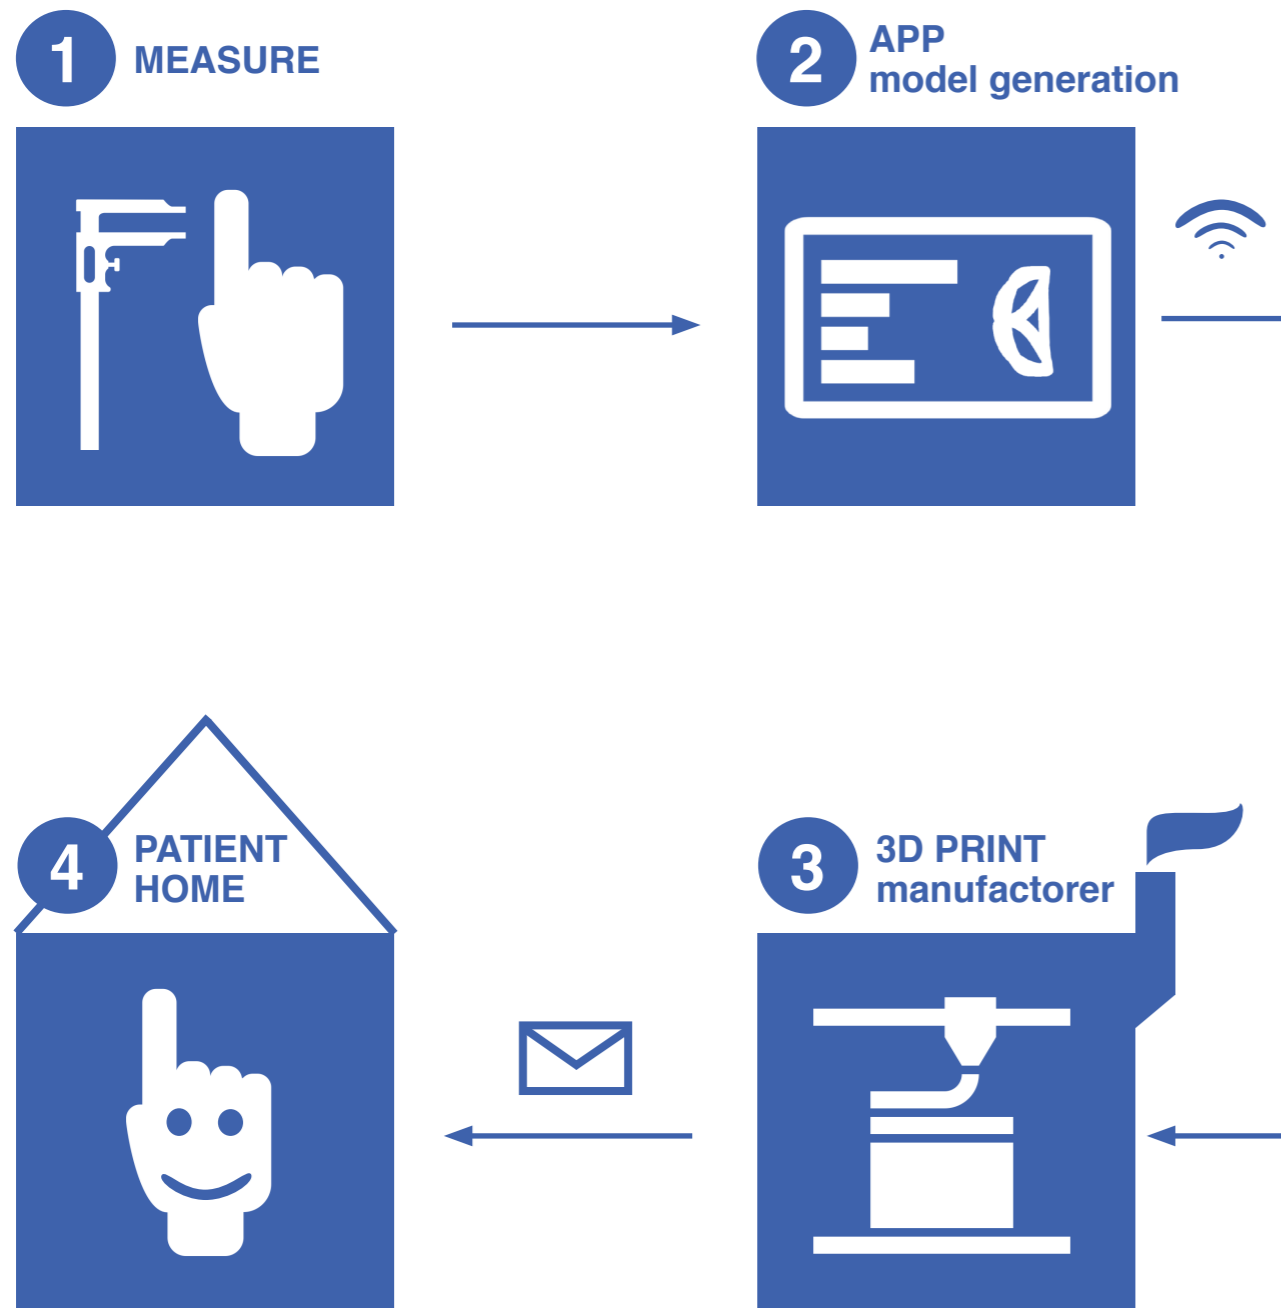 1 MEASURE
2 APP
model generation
3 3D PRINT
manufactorer
4 PATIENT
HOME